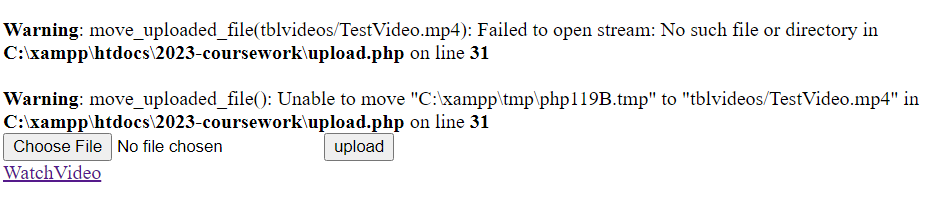 Warning: move_uploaded_file(tblvideos/TestVideo.mp4): Failed to open stream: No such file or directory in
C:\xampp\htdocs\2023-coursework\upload.php on line 31
Warning: move_uploaded_file(): Unable to move "C:\xampp\tmp\php119B.tmp" to "tblvideos/TestVideo.mp4" in
C:\xampp\htdocs\2023-coursework\upload.php on line 31
Choose File No file chosen upload
WatchVideo